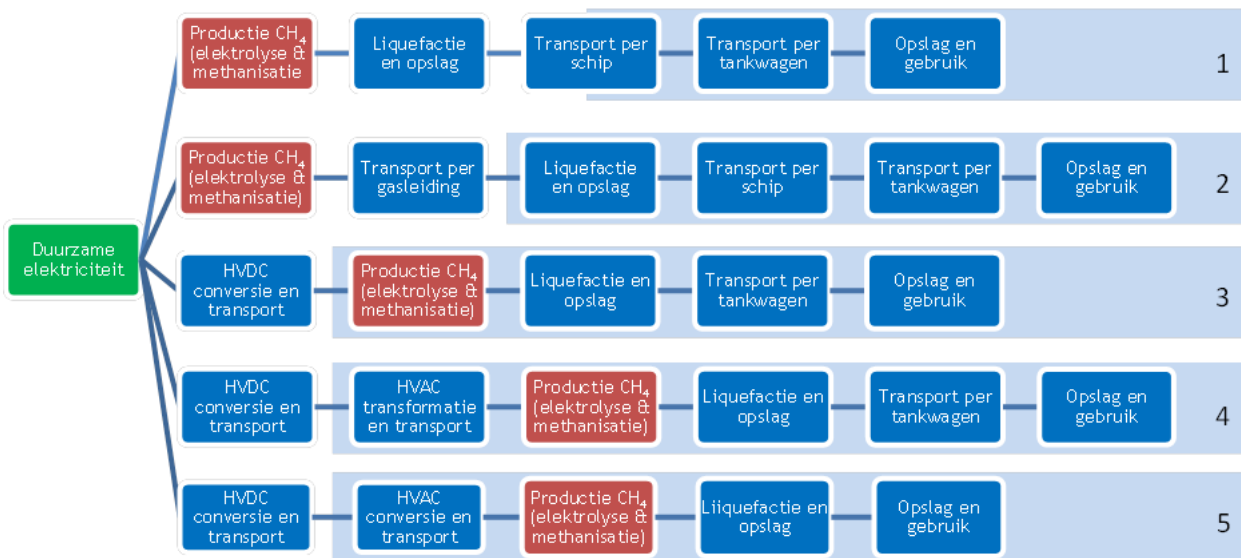 Productie CH₄
(elektrolyse &
methanisatie
Liquefactie
en opslag
Transport per
schip
Transport per
tankwagen
Opslag en
gebruik
1
Productie CH₄
(elektrolyse &
methanisatie)
Transport per
gasleiding
Liquefactie
en opslag
Transport per
schip
Transport per
tankwagen
Opslag en
gebruik
2
Duurzame
elektriciteit
HVDC
conversie en
transport
Productie CH₄
(elektrolyse &
methanisatie)
Liquefactie en
opslag
Transport per
tankwagen
Opslag en
gebruik
3
HVDC
conversie en
transport
HVAC
transformatie
en transport
Productie CH₄
(elektrolyse &
methanisatie)
Liquefactie en
opslag
Transport per
tankwagen
Opslag en
gebruik
4
HVDC
conversie en
transport
HVAC
conversie en
transport
Productie CH₄
(elektrolyse &
methanisatie)
Liiquefactie en
opslag
Opslag en
gebruik
5